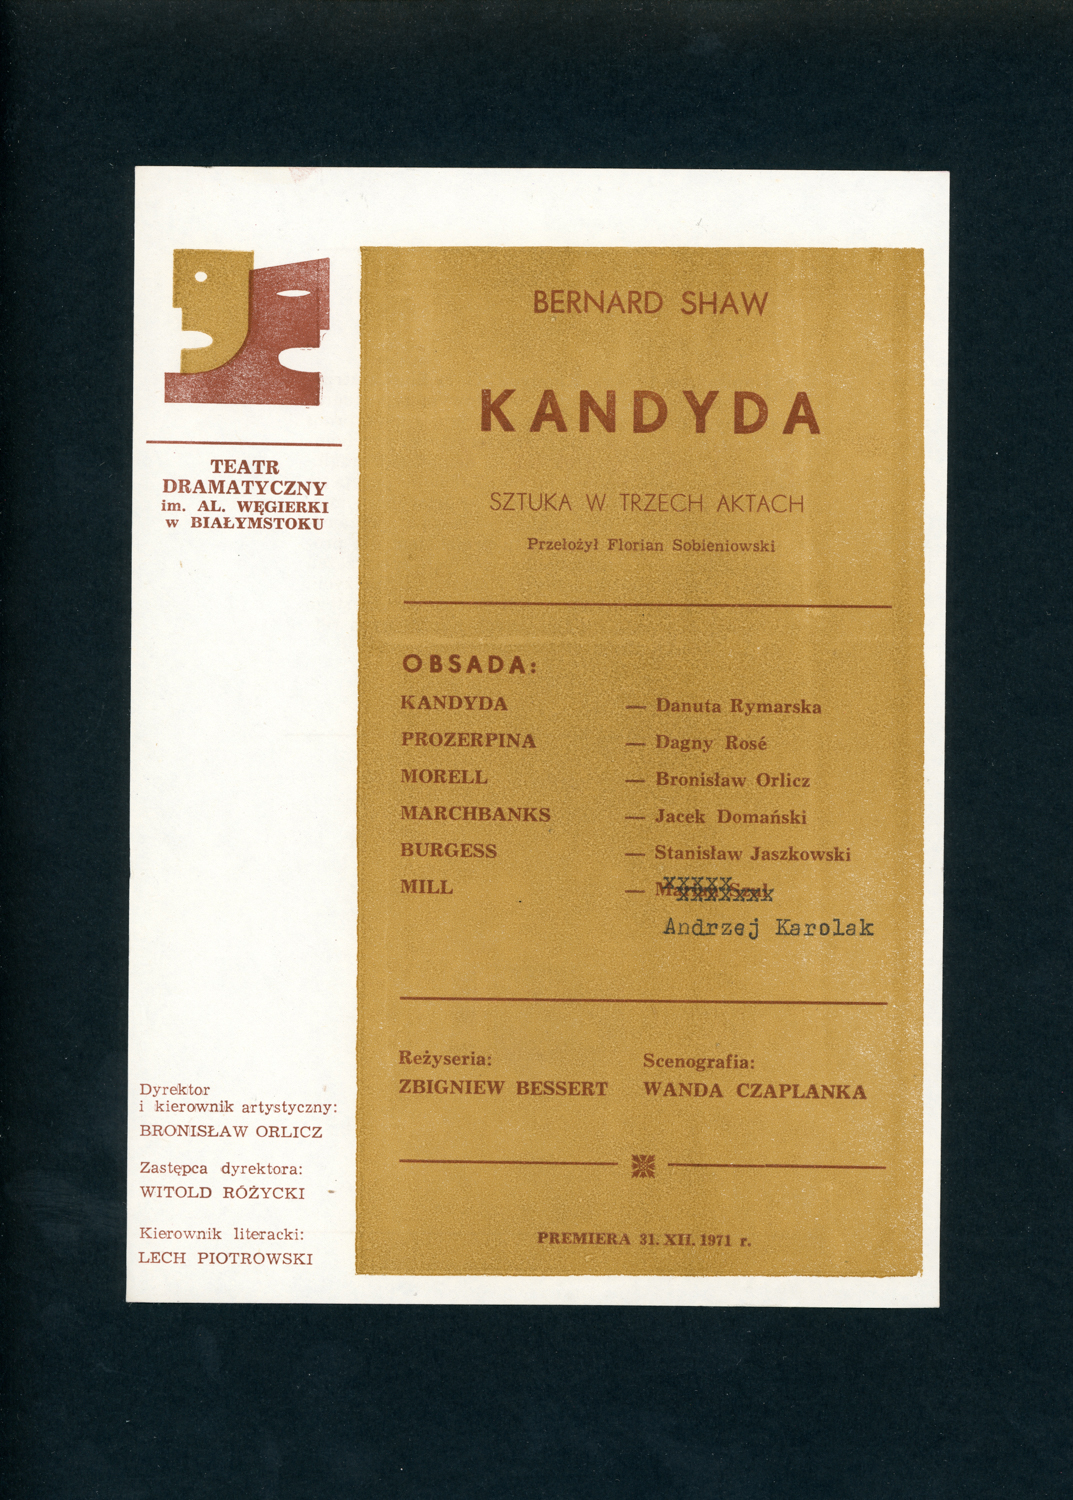 TEATR
DRAMATYCZNY
im. AL. WĘGIERKI
w BIAŁYMSTOKU
Dyrektor
i kierownik artystyczny:
BRONISŁAW ORLICZ
Zastępca dyrektora:
WITOLD RÓŻYCKI
Kierownik literacki:
LECH PIOTROWSKI
BERNARD SHAW
KANDYDA
SZTUKA W TRZECH AKTACH
Przełożył Florian Sobieniowski
OBSADA:
KANDYDA — Danuta Rymarska
PROZERPINA — Dagny Rosé
MORELL — Bronisław Orlicz
MARCHBANKS — Jacek Domański
BURGESS — Stanisław Jaszkowski
MILL —
Andrzej Karolak
Reżyseria: Scenografia:
ZBIGNIEW BESSERT WANDA CZAPLANKA
PREMIERA 31. XII. 1971 r.